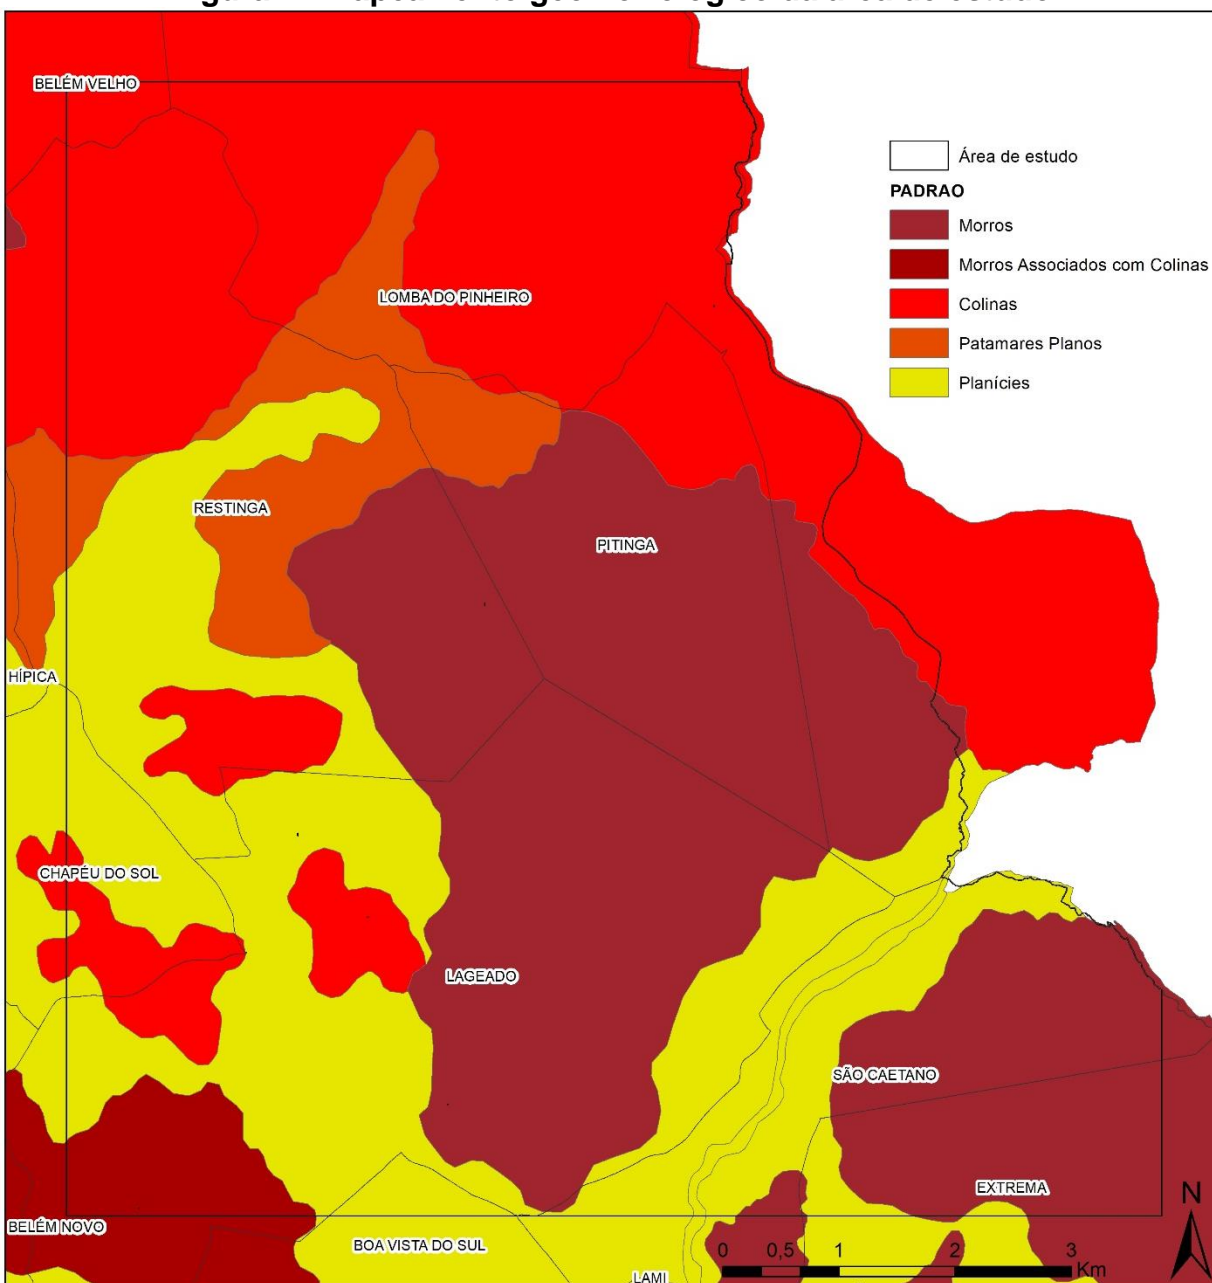 BELÉM VELHO
Área de estudo
PADRAO
Morros
Morros Associados com Colinas
Colinas
Patamares Planos
Planícies
LOMBA DO PINHEIRO
RESTINGA
PITINGA
HÍPICA
CHAPÉU DO SOL
LAGEADO
SÃO CAETANO
EXTREMA
N
BELÉM NOVO
BOA VISTA DO SUL
LAMI
0 0,5 1 2 3
Km